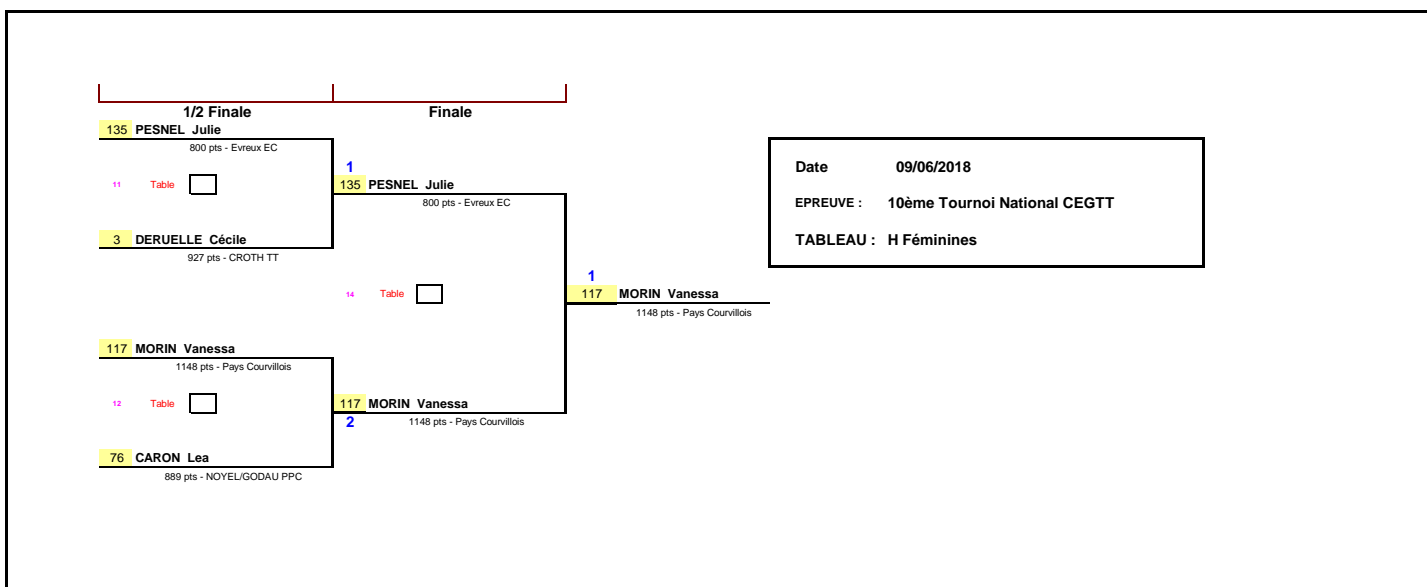 1/2 Finale Finale
135 PESNEL Julie
800 pts - Evreux EC
1
11 Table
135 PESNEL Julie
800 pts - Evreux EC
3 DERUELLE Cécile
927 pts - CROTH TT
Date 09/06/2018
EPREUVE : 10ème Tournoi National CEGTT
TABLEAU : H Féminines
1
14 Table
117 MORIN Vanessa
1148 pts - Pays Courvillois
117 MORIN Vanessa
1148 pts - Pays Courvillois
12 Table
117 MORIN Vanessa
2
1148 pts - Pays Courvillois
76 CARON Lea
889 pts - NOYEL/GODAU PPC